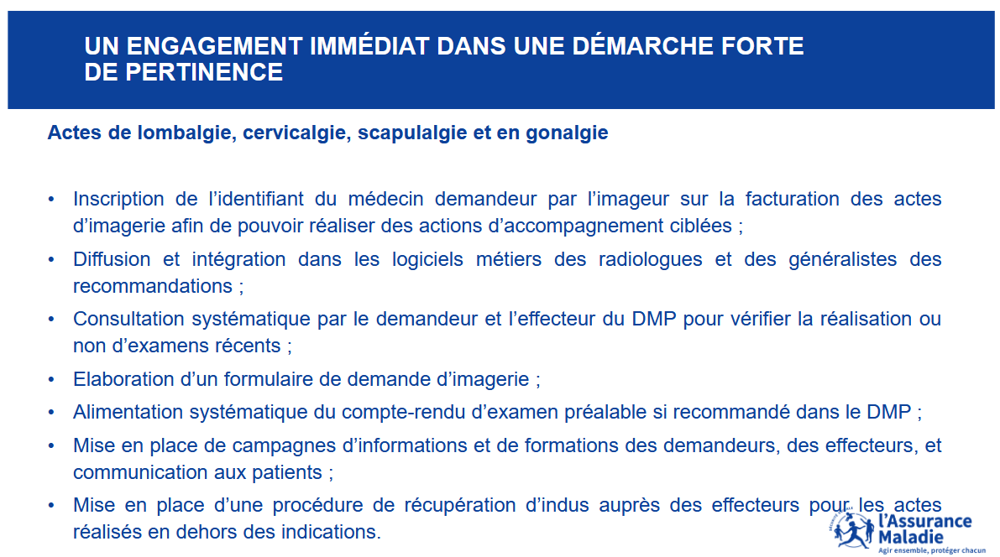 UN ENGAGEMENT IMMÉDIAT DANS UNE DÉMARCHE FORTE
DE PERTINENCE
Actes de lombalgie, cervicalgie, scapulalgie et en gonalgie
• Inscription de l’identifiant du médecin demandeur par l’imageur sur la facturation des actes
d’imagerie afin de pouvoir réaliser des actions d’accompagnement ciblées ;
• Diffusion et intégration dans les logiciels métiers des radiologues et des généralistes des
recommandations ;
• Consultation systématique par le demandeur et l’effecteur du DMP pour vérifier la réalisation ou
non d’examens récents ;
• Elaboration d’un formulaire de demande d’imagerie ;
• Alimentation systématique du compte-rendu d’examen préalable si recommandé dans le DMP ;
• Mise en place de campagnes d’informations et de formations des demandeurs, des effecteurs, et
communication aux patients ;
• Mise en place d’une procédure de récupération d’indus auprès des effecteurs pour les actes
réalisés en dehors des indications.
SÉCURITÉ SOCIALE
l’Assurance
Maladie
Agir ensemble, protéger chacun